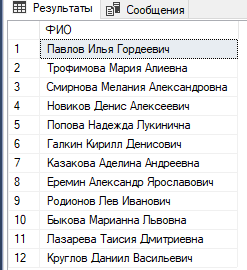 Результаты Сообщения
ФИО
1 Павлов Илья Гордеевич
2 Трофимова Мария Алиевна
3 Смирнова Мелания Александровна
4 Новиков Денис Алексеевич
5 Попова Надежда Лукинична
6 Галкин Кирилл Денисович
7 Казакова Аделина Андреевна
8 Еремин Александр Ярославович
9 Родионов Лев Иванович
10 Быкова Марианна Львовна
11 Лазарева Таисия Дмитриевна
12 Круглов Даниил Васильевич